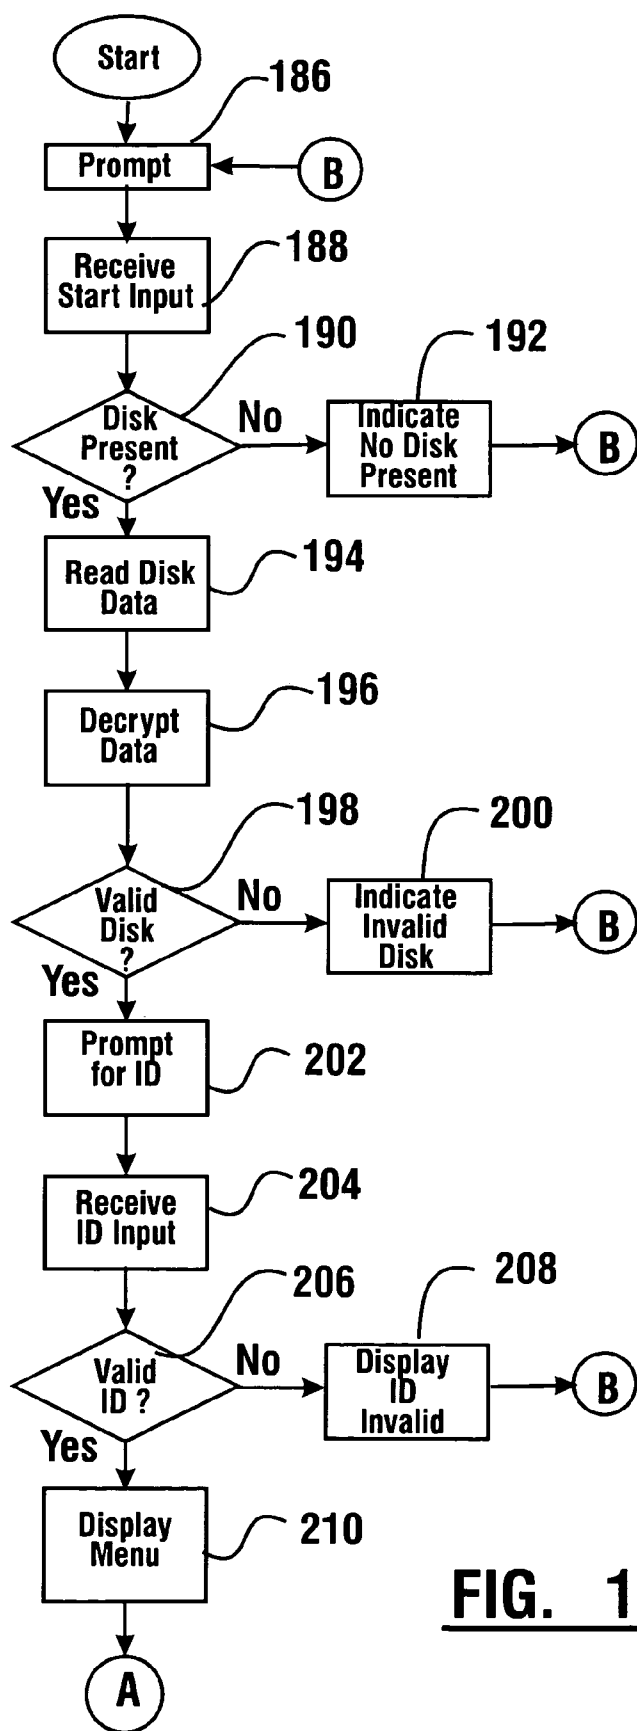 Start
186
Prompt
B
188
Receive
Start Input
190
192
Disk
Present
?
No
Indicate
No Disk
Present
B
Yes
194
Read Disk
Data
196
Decrypt
Data
198
200
Valid
Disk
?
No
Indicate
Invalid
Disk
B
Yes
Prompt
for ID
202
Receive
ID Input
204
206
208
Valid
ID ?
No
Display
ID
Invalid
B
Yes
Display
Menu
210
FIG. 1
A